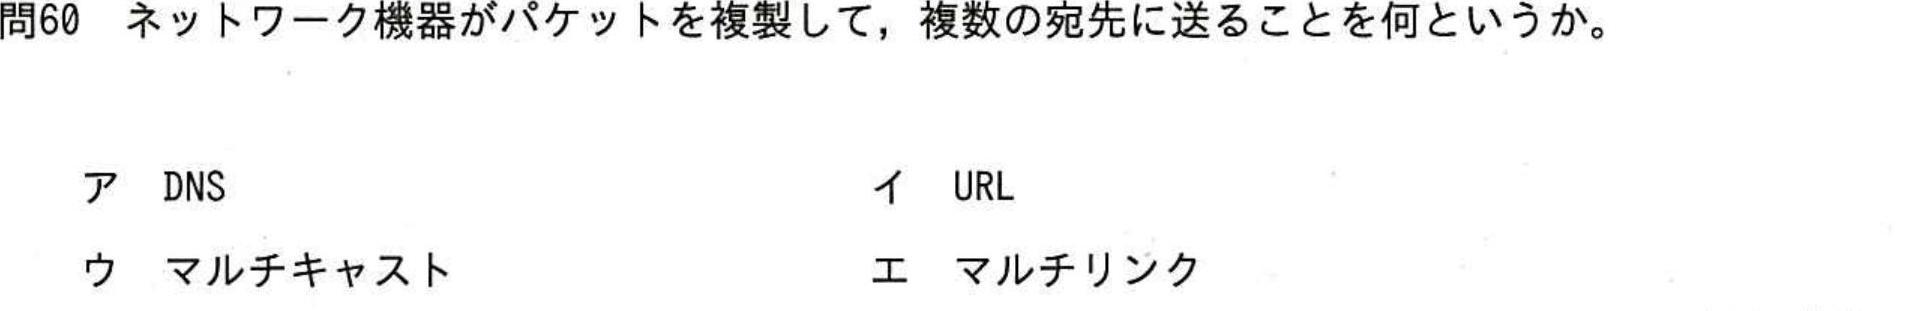 問60　ネットワーク機器がパケットを複製して，複数の宛先に送ることを何というか。
ア　DNS　イ　URL
ウ　マルチキャスト　エ　マルチリンク